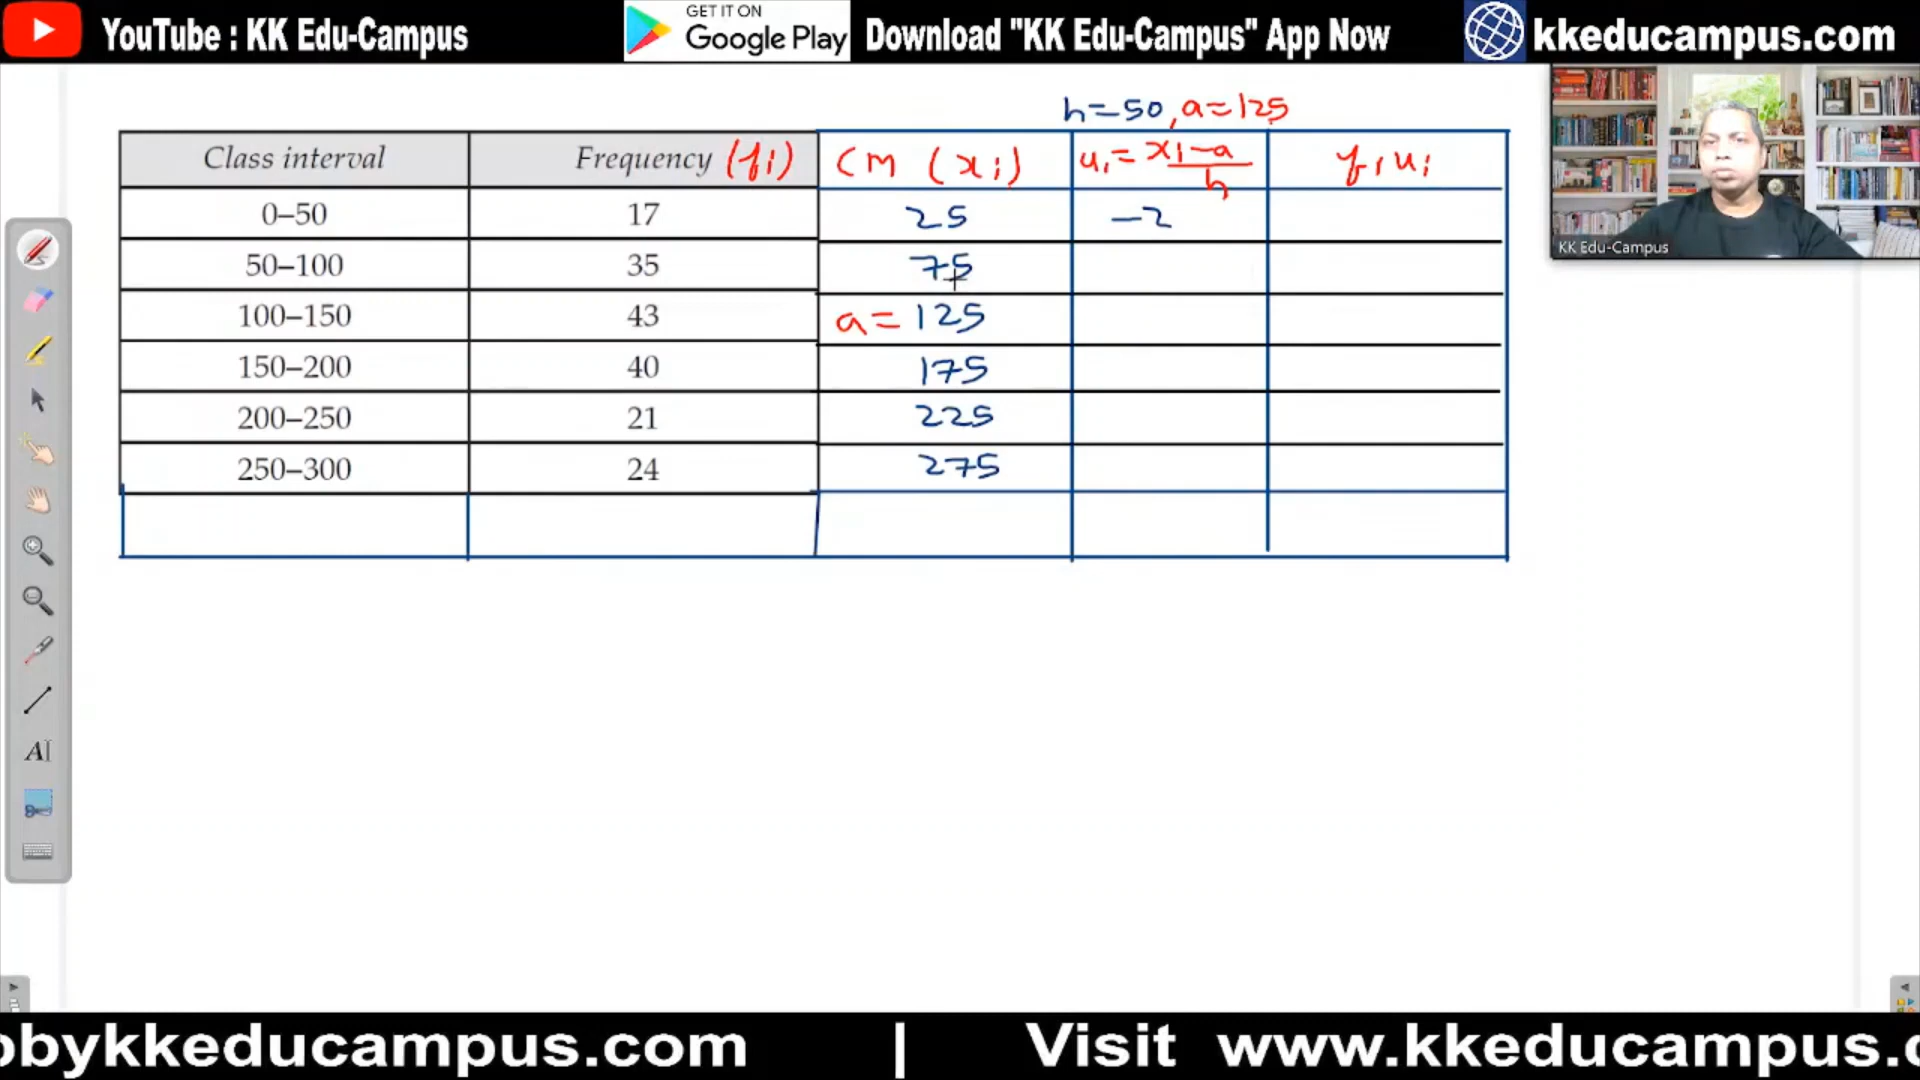 YouTube : KK Edu-Campus GET IT ON Google Play Download "KK Edu-Campus" App Now kkeducampus.com
h=50, a=125
Class interval Frequency (fi) CM (xi) ui = xi-a/h fi ui
0–50 17 25 -2
50–100 35 75
100–150 43 a= 125
150–200 40 175
200–250 21 225
250–300 24 275
KK Edu-Campus
AI
bykkeducampus.com | Visit www.kkeducampus.